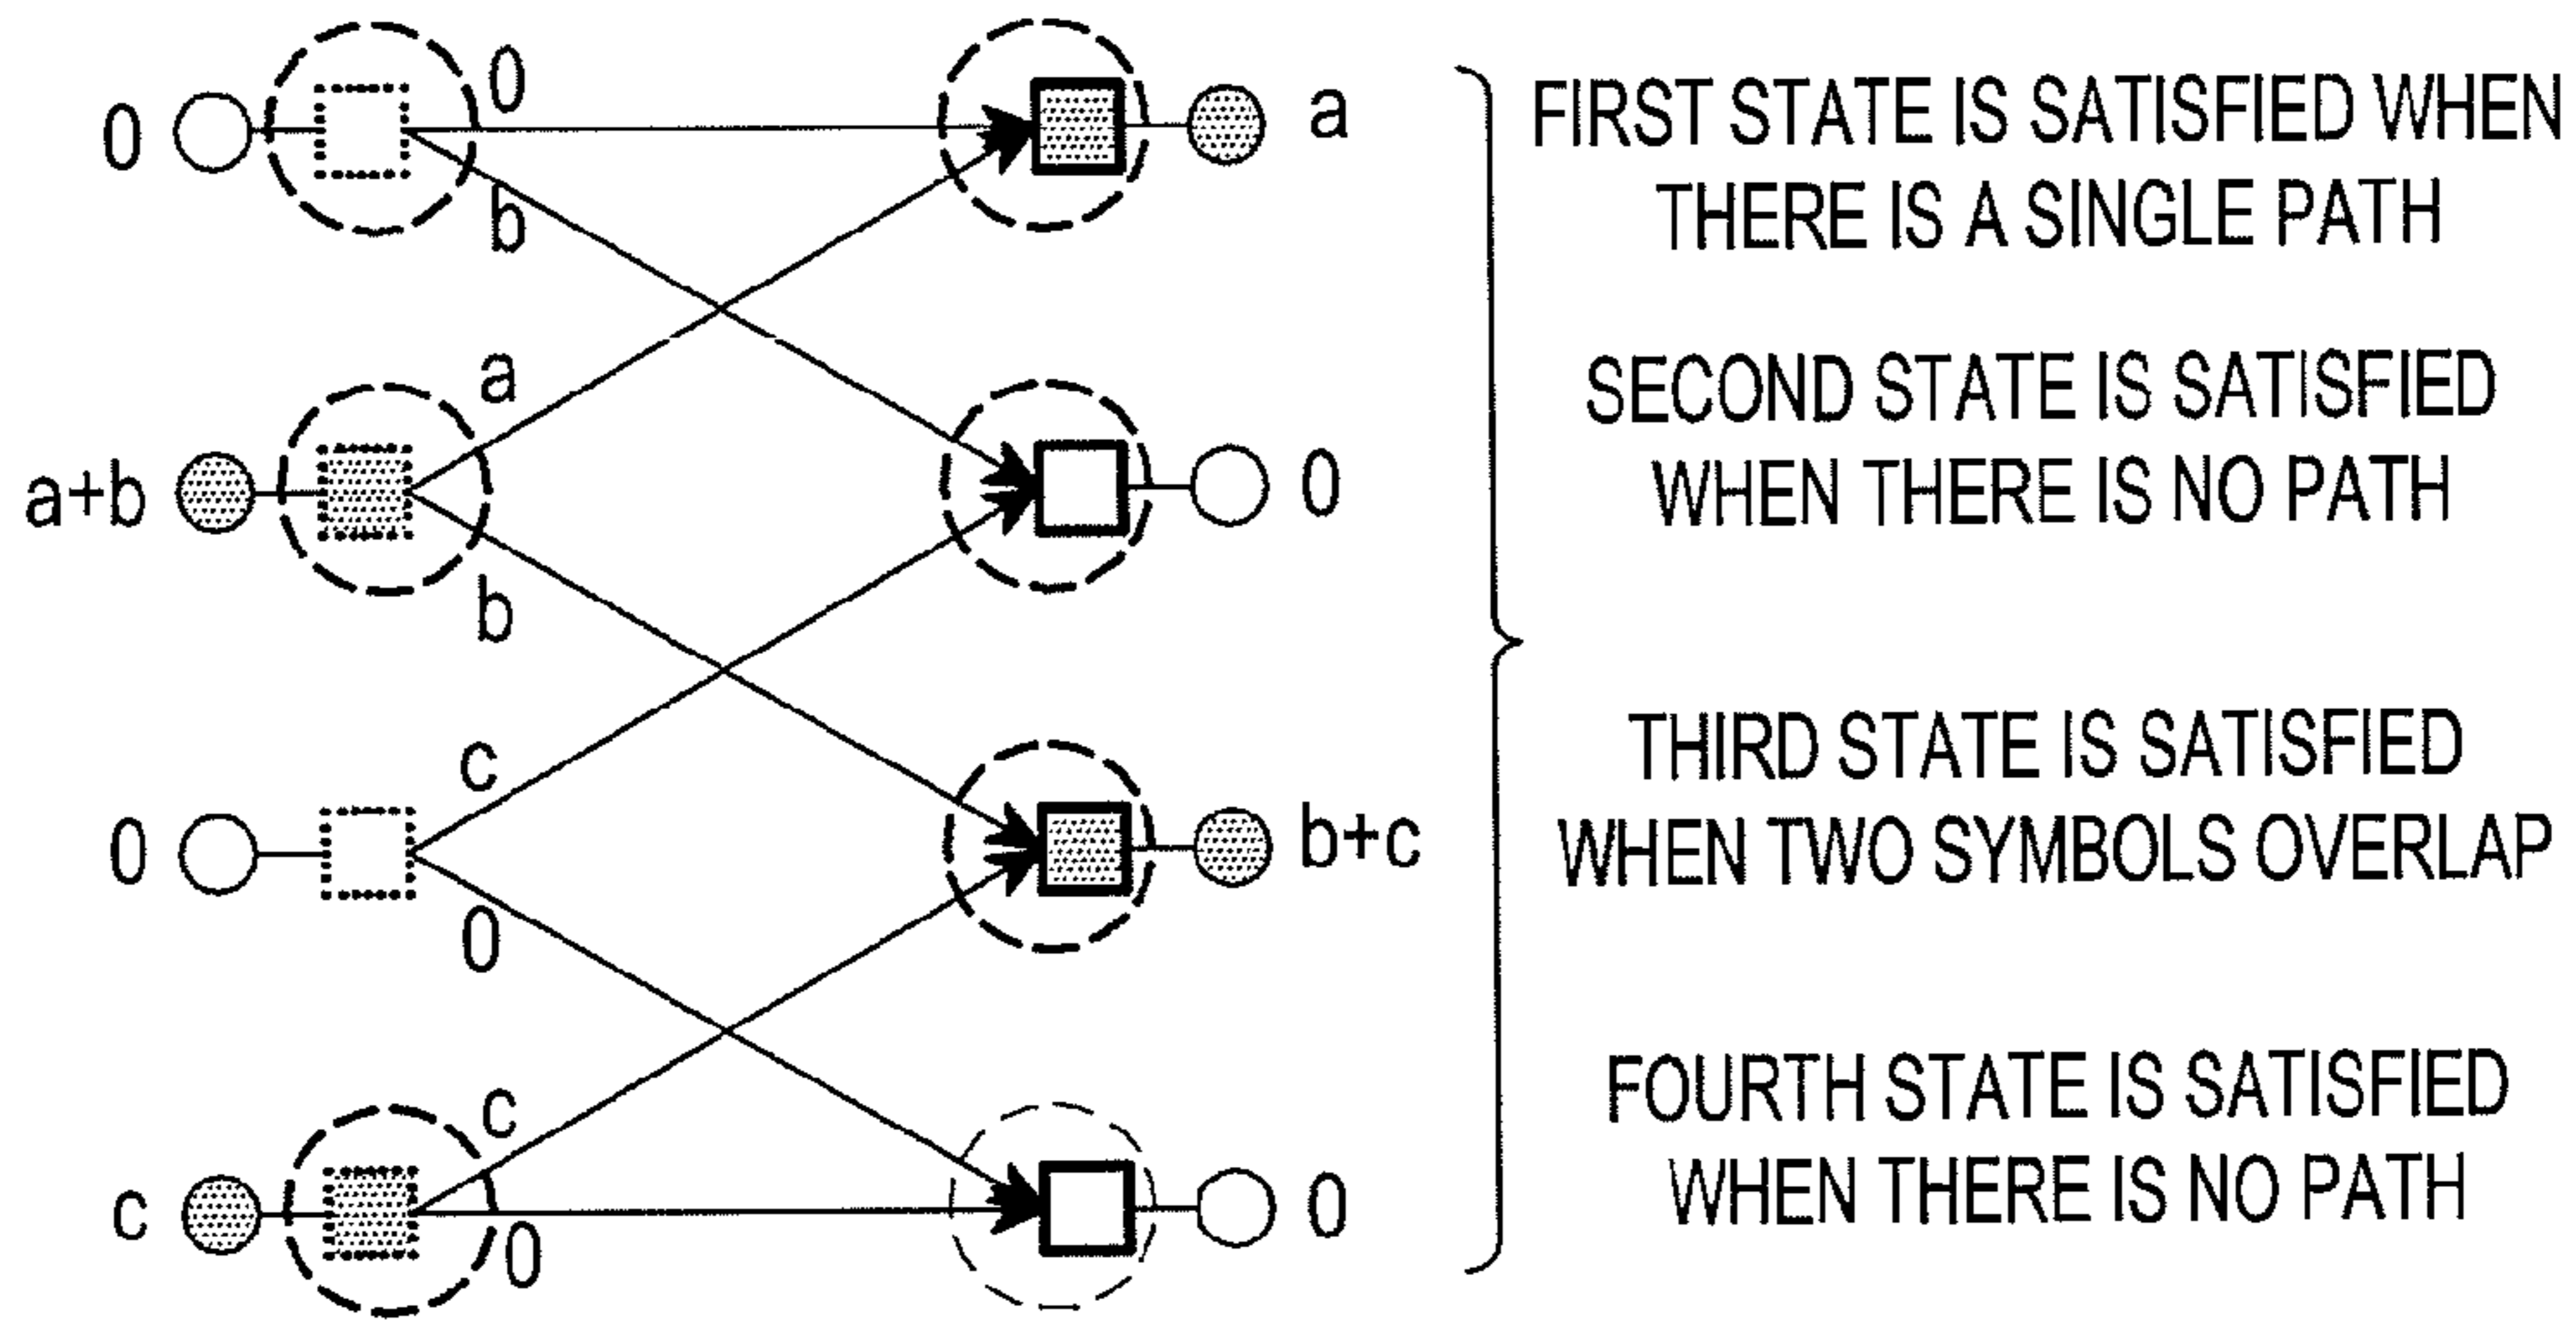 0
0
b
a
FIRST STATE IS SATISFIED WHEN
THERE IS A SINGLE PATH
a+b
a
b
0
SECOND STATE IS SATISFIED
WHEN THERE IS NO PATH
0
c
0
b+c
THIRD STATE IS SATISFIED
WHEN TWO SYMBOLS OVERLAP
c
c
0
0
FOURTH STATE IS SATISFIED
WHEN THERE IS NO PATH